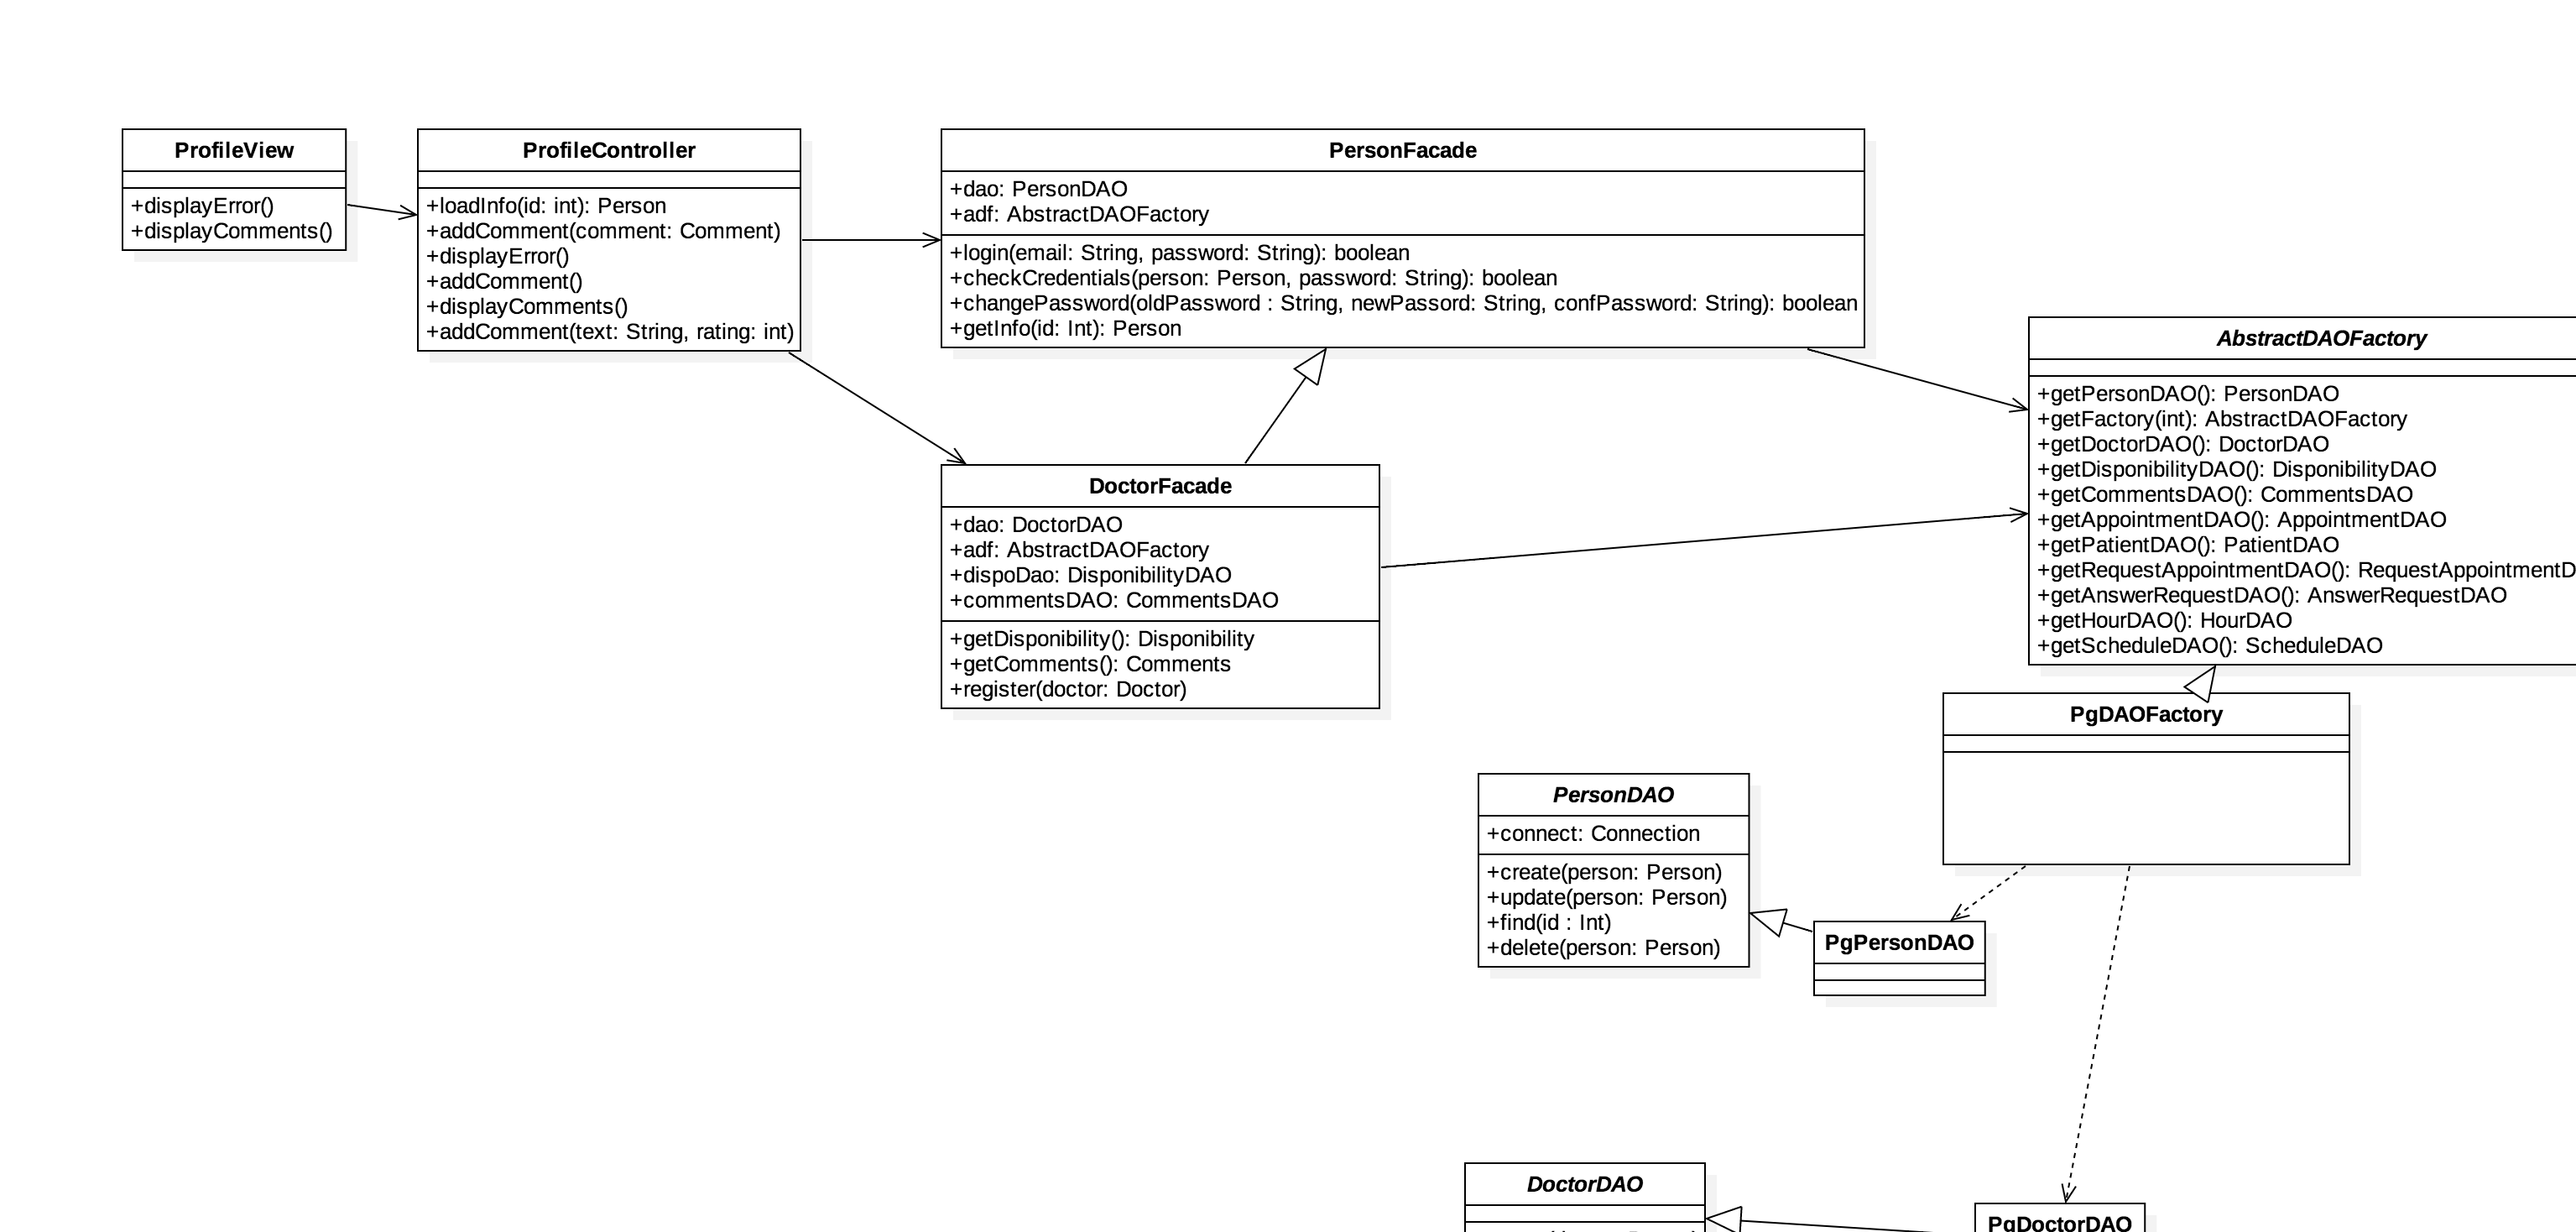 ProfileView
+displayError()
+displayComments()
ProfileController
+loadInfo(id: int): Person
+addComment(comment: Comment)
+displayError()
+addComment()
+displayComments()
+addComment(text: String, rating: int)
PersonFacade
+dao: PersonDAO
+adf: AbstractDAOFactory
+login(email: String, password: String): boolean
+checkCredentials(person: Person, password: String): boolean
+changePassword(oldPassword : String, newPassord: String, confPassword: String): boolean
+getInfo(id: Int): Person
AbstractDAOFactory
+getPersonDAO(): PersonDAO
+getFactory(int): AbstractDAOFactory
+getDoctorDAO(): DoctorDAO
+getDisponibilityDAO(): DisponibilityDAO
+getCommentsDAO(): CommentsDAO
+getAppointmentDAO(): AppointmentDAO
+getPatientDAO(): PatientDAO
+getRequestAppointmentDAO(): RequestAppointmentD
+getAnswerRequestDAO(): AnswerRequestDAO
+getHourDAO(): HourDAO
+getScheduleDAO(): ScheduleDAO
DoctorFacade
+dao: DoctorDAO
+adf: AbstractDAOFactory
+dispoDao: DisponibilityDAO
+commentsDAO: CommentsDAO
+getDisponibility(): Disponibility
+getComments(): Comments
+register(doctor: Doctor)
PgDAOFactory
PersonDAO
+connect: Connection
+create(person: Person)
+update(person: Person)
+find(id : Int)
+delete(person: Person)
PgPersonDAO
DoctorDAO
PgDoctorDAO